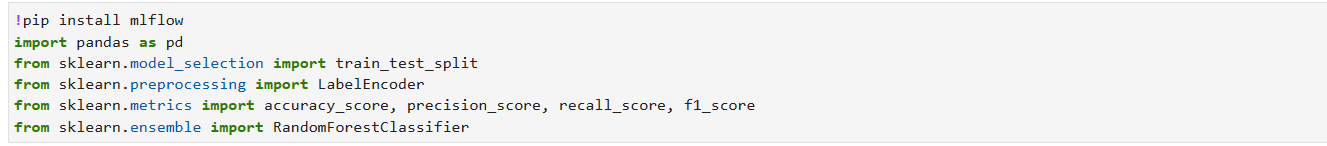 !pip install mlflow
import pandas as pd
from sklearn.model_selection import train_test_split
from sklearn.preprocessing import LabelEncoder
from sklearn.metrics import accuracy_score, precision_score, recall_score, f1_score
from sklearn.ensemble import RandomForestClassifier